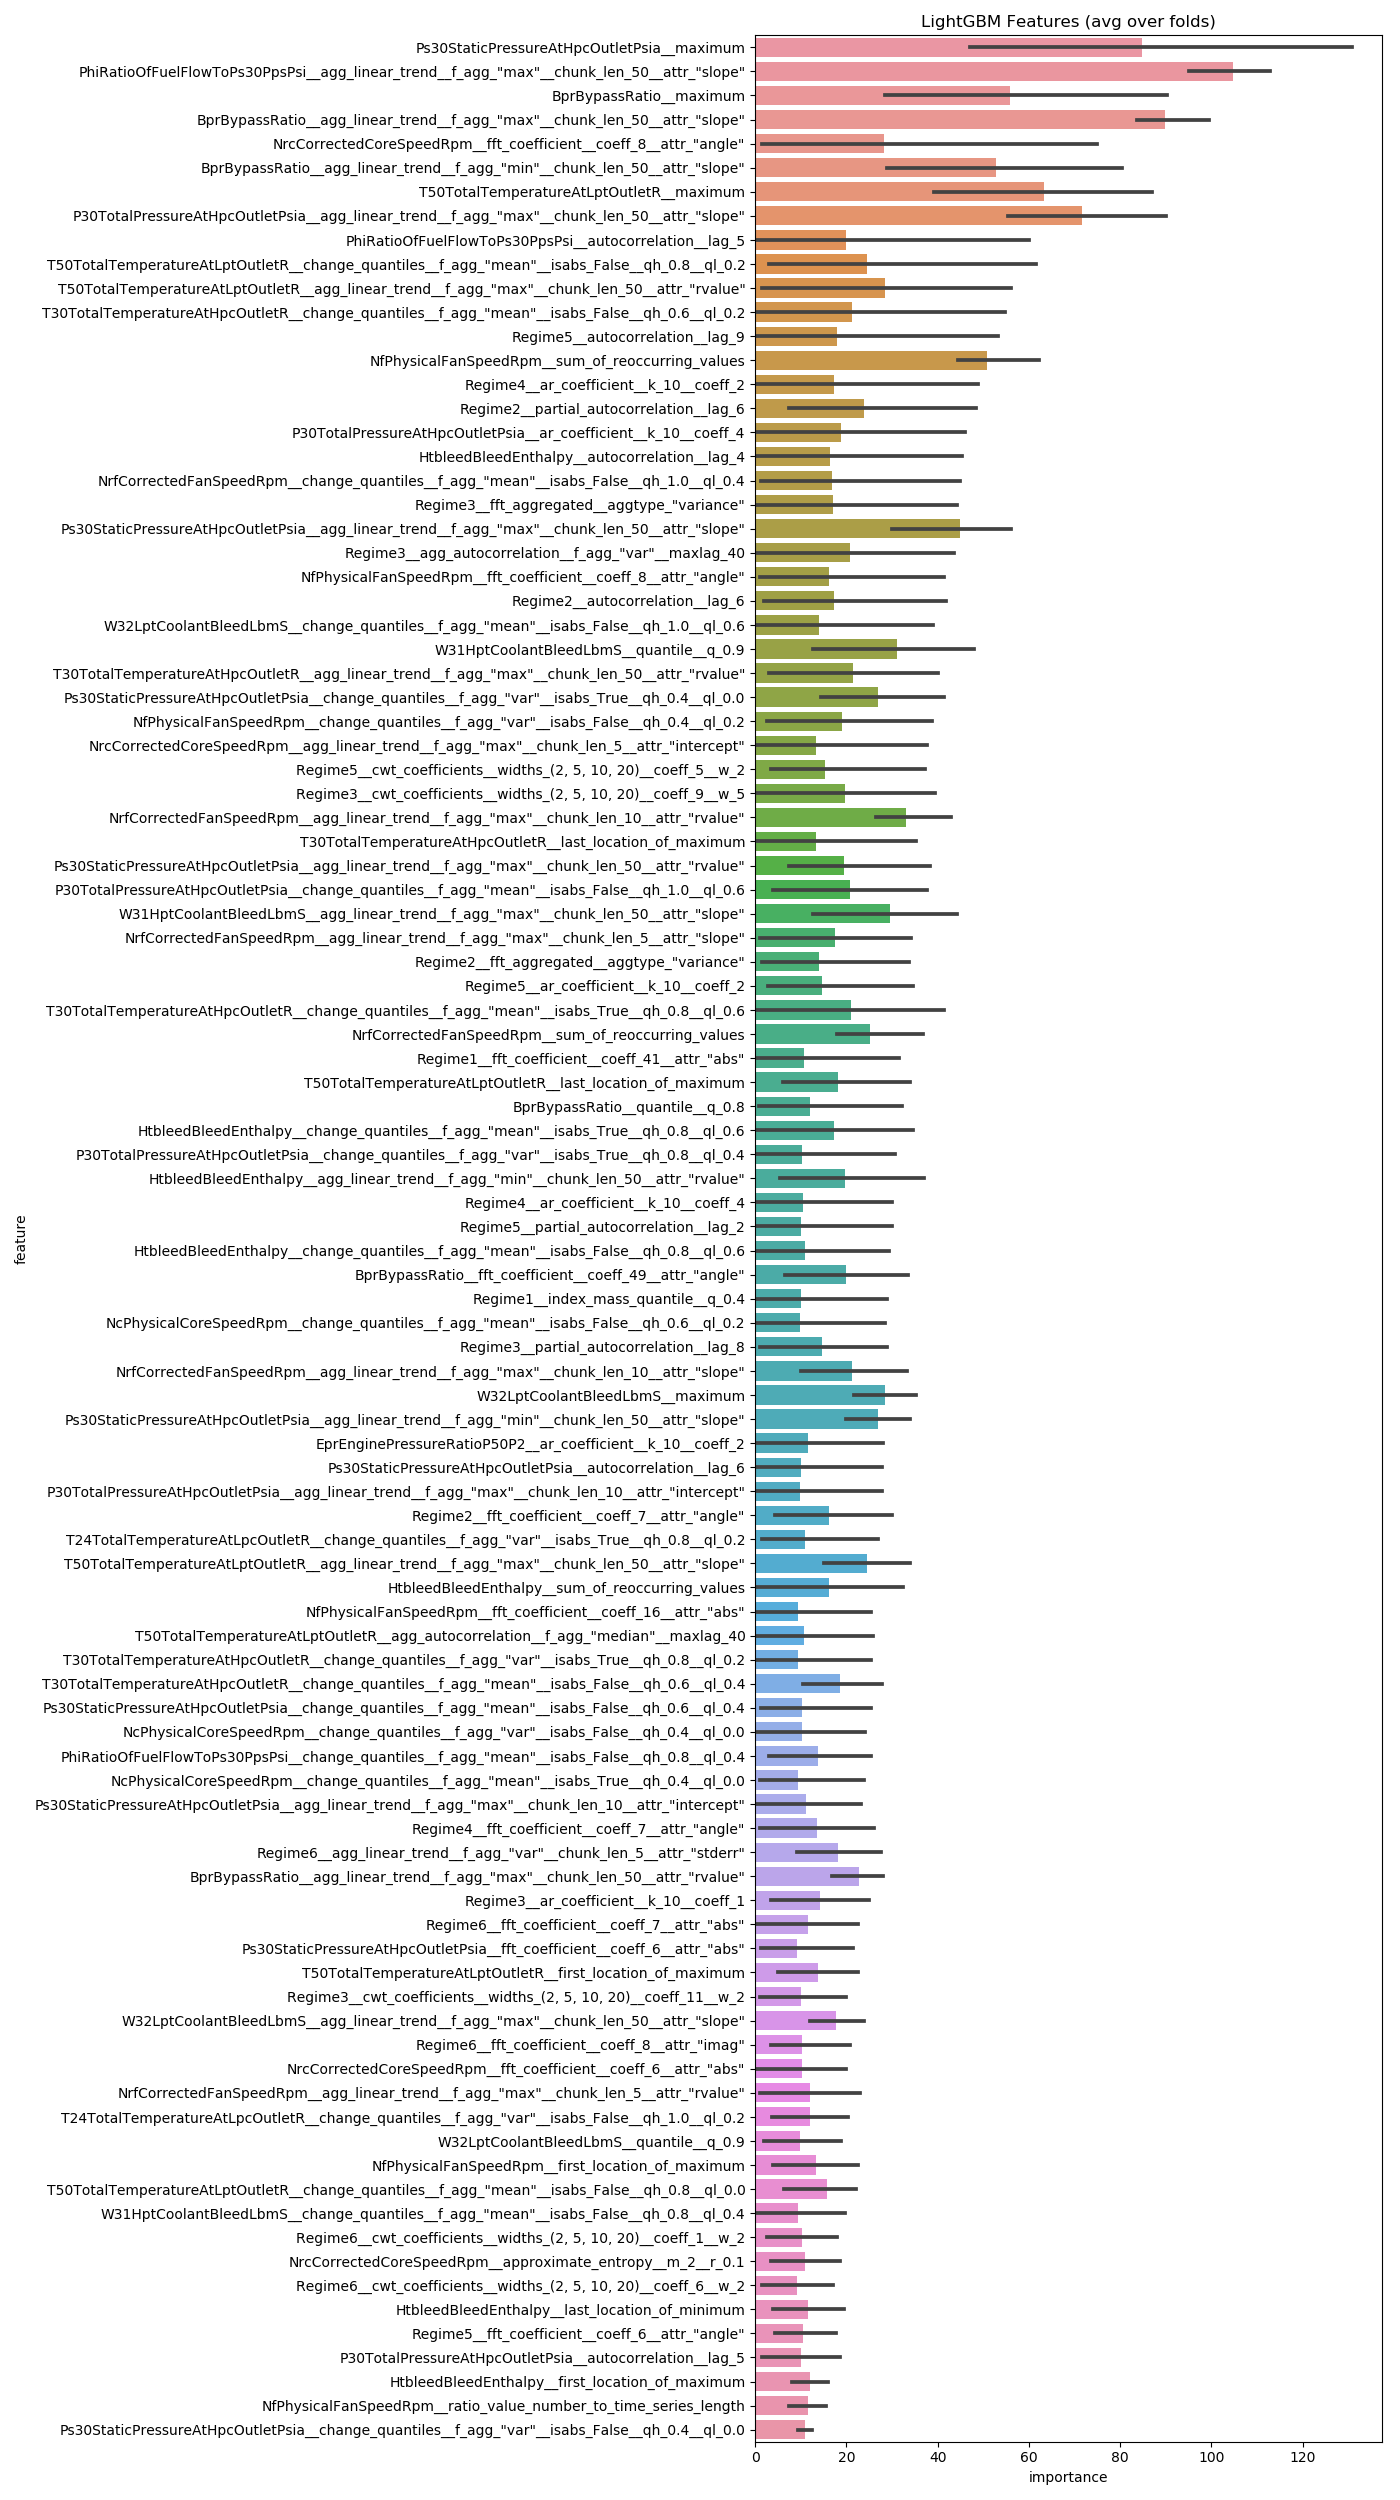 LightGBM Features (avg over folds)
Ps30StaticPressureAtHpcOutletPsia__maximum
PhiRatioOfFuelFlowToPs30PpsPsi__agg_linear_trend__f_agg_"max"__chunk_len_50__attr_"slope"
BprBypassRatio__maximum
BprBypassRatio__agg_linear_trend__f_agg_"max"__chunk_len_50__attr_"slope"
NrcCorrectedCoreSpeedRpm__fft_coefficient__coeff_8__attr_"angle"
BprBypassRatio__agg_linear_trend__f_agg_"min"__chunk_len_50__attr_"slope"
T50TotalTemperatureAtLptOutletR__maximum
P30TotalPressureAtHpcOutletPsia__agg_linear_trend__f_agg_"max"__chunk_len_50__attr_"slope"
PhiRatioOfFuelFlowToPs30PpsPsi__autocorrelation__lag_5
T50TotalTemperatureAtLptOutletR__change_quantiles__f_agg_"mean"__isabs_False__qh_0.8__ql_0.2
T50TotalTemperatureAtLptOutletR__agg_linear_trend__f_agg_"max"__chunk_len_50__attr_"rvalue"
T30TotalTemperatureAtHpcOutletR__change_quantiles__f_agg_"mean"__isabs_False__qh_0.6__ql_0.2
Regime5__autocorrelation__lag_9
NfPhysicalFanSpeedRpm__sum_of_reoccurring_values
Regime4__ar_coefficient__k_10__coeff_2
Regime2__partial_autocorrelation__lag_6
P30TotalPressureAtHpcOutletPsia__ar_coefficient__k_10__coeff_4
HtbleedBleedEnthalpy__autocorrelation__lag_4
NrfCorrectedFanSpeedRpm__change_quantiles__f_agg_"mean"__isabs_False__qh_1.0__ql_0.4
Regime3__fft_aggregated__aggtype_"variance"
Ps30StaticPressureAtHpcOutletPsia__agg_linear_trend__f_agg_"max"__chunk_len_50__attr_"slope"
Regime3__agg_autocorrelation__f_agg_"var"__maxlag_40
NfPhysicalFanSpeedRpm__fft_coefficient__coeff_8__attr_"angle"
Regime2__autocorrelation__lag_6
W32LptCoolantBleedLbmS__change_quantiles__f_agg_"mean"__isabs_False__qh_1.0__ql_0.6
W31HptCoolantBleedLbmS__quantile__q_0.9
T30TotalTemperatureAtHpcOutletR__agg_linear_trend__f_agg_"max"__chunk_len_50__attr_"rvalue"
Ps30StaticPressureAtHpcOutletPsia__change_quantiles__f_agg_"var"__isabs_True__qh_0.4__ql_0.0
NfPhysicalFanSpeedRpm__change_quantiles__f_agg_"var"__isabs_False__qh_0.4__ql_0.2
NrcCorrectedCoreSpeedRpm__agg_linear_trend__f_agg_"max"__chunk_len_5__attr_"intercept"
Regime5__cwt_coefficients__widths_(2, 5, 10, 20)__coeff_5__w_2
Regime3__cwt_coefficients__widths_(2, 5, 10, 20)__coeff_9__w_5
NrfCorrectedFanSpeedRpm__agg_linear_trend__f_agg_"max"__chunk_len_10__attr_"rvalue"
T30TotalTemperatureAtHpcOutletR__last_location_of_maximum
Ps30StaticPressureAtHpcOutletPsia__agg_linear_trend__f_agg_"max"__chunk_len_50__attr_"rvalue"
P30TotalPressureAtHpcOutletPsia__change_quantiles__f_agg_"mean"__isabs_False__qh_1.0__ql_0.6
W31HptCoolantBleedLbmS__agg_linear_trend__f_agg_"max"__chunk_len_50__attr_"slope"
NrfCorrectedFanSpeedRpm__agg_linear_trend__f_agg_"max"__chunk_len_5__attr_"slope"
Regime2__fft_aggregated__aggtype_"variance"
Regime5__ar_coefficient__k_10__coeff_2
T30TotalTemperatureAtHpcOutletR__change_quantiles__f_agg_"mean"__isabs_True__qh_0.8__ql_0.6
NrfCorrectedFanSpeedRpm__sum_of_reoccurring_values
Regime1__fft_coefficient__coeff_41__attr_"abs"
T50TotalTemperatureAtLptOutletR__last_location_of_maximum
BprBypassRatio__quantile__q_0.8
HtbleedBleedEnthalpy__change_quantiles__f_agg_"mean"__isabs_True__qh_0.8__ql_0.6
P30TotalPressureAtHpcOutletPsia__change_quantiles__f_agg_"var"__isabs_True__qh_0.8__ql_0.4
HtbleedBleedEnthalpy__agg_linear_trend__f_agg_"min"__chunk_len_50__attr_"rvalue"
Regime4__ar_coefficient__k_10__coeff_4
Regime5__partial_autocorrelation__lag_2
HtbleedBleedEnthalpy__change_quantiles__f_agg_"mean"__isabs_False__qh_0.8__ql_0.6
BprBypassRatio__fft_coefficient__coeff_49__attr_"angle"
Regime1__index_mass_quantile__q_0.4
NcPhysicalCoreSpeedRpm__change_quantiles__f_agg_"mean"__isabs_False__qh_0.6__ql_0.2
Regime3__partial_autocorrelation__lag_8
NrfCorrectedFanSpeedRpm__agg_linear_trend__f_agg_"max"__chunk_len_10__attr_"slope"
W32LptCoolantBleedLbmS__maximum
Ps30StaticPressureAtHpcOutletPsia__agg_linear_trend__f_agg_"min"__chunk_len_50__attr_"slope"
EprEnginePressureRatioP50P2__ar_coefficient__k_10__coeff_2
Ps30StaticPressureAtHpcOutletPsia__autocorrelation__lag_6
P30TotalPressureAtHpcOutletPsia__agg_linear_trend__f_agg_"max"__chunk_len_10__attr_"intercept"
Regime2__fft_coefficient__coeff_7__attr_"angle"
T24TotalTemperatureAtLpcOutletR__change_quantiles__f_agg_"var"__isabs_True__qh_0.8__ql_0.2
T50TotalTemperatureAtLptOutletR__agg_linear_trend__f_agg_"max"__chunk_len_50__attr_"slope"
HtbleedBleedEnthalpy__sum_of_reoccurring_values
NfPhysicalFanSpeedRpm__fft_coefficient__coeff_16__attr_"abs"
T50TotalTemperatureAtLptOutletR__agg_autocorrelation__f_agg_"median"__maxlag_40
T30TotalTemperatureAtHpcOutletR__change_quantiles__f_agg_"var"__isabs_True__qh_0.8__ql_0.2
T30TotalTemperatureAtHpcOutletR__change_quantiles__f_agg_"mean"__isabs_False__qh_0.6__ql_0.4
Ps30StaticPressureAtHpcOutletPsia__change_quantiles__f_agg_"mean"__isabs_False__qh_0.6__ql_0.4
NcPhysicalCoreSpeedRpm__change_quantiles__f_agg_"var"__isabs_False__qh_0.4__ql_0.0
PhiRatioOfFuelFlowToPs30PpsPsi__change_quantiles__f_agg_"mean"__isabs_False__qh_0.8__ql_0.4
NcPhysicalCoreSpeedRpm__change_quantiles__f_agg_"mean"__isabs_True__qh_0.4__ql_0.0
Ps30StaticPressureAtHpcOutletPsia__agg_linear_trend__f_agg_"max"__chunk_len_10__attr_"intercept"
Regime4__fft_coefficient__coeff_7__attr_"angle"
Regime6__agg_linear_trend__f_agg_"var"__chunk_len_5__attr_"stderr"
BprBypassRatio__agg_linear_trend__f_agg_"max"__chunk_len_50__attr_"rvalue"
Regime3__ar_coefficient__k_10__coeff_1
Regime6__fft_coefficient__coeff_7__attr_"abs"
Ps30StaticPressureAtHpcOutletPsia__fft_coefficient__coeff_6__attr_"abs"
T50TotalTemperatureAtLptOutletR__first_location_of_maximum
Regime3__cwt_coefficients__widths_(2, 5, 10, 20)__coeff_11__w_2
W32LptCoolantBleedLbmS__agg_linear_trend__f_agg_"max"__chunk_len_50__attr_"slope"
Regime6__fft_coefficient__coeff_8__attr_"imag"
NrcCorrectedCoreSpeedRpm__fft_coefficient__coeff_6__attr_"abs"
NrfCorrectedFanSpeedRpm__agg_linear_trend__f_agg_"max"__chunk_len_5__attr_"rvalue"
T24TotalTemperatureAtLpcOutletR__change_quantiles__f_agg_"var"__isabs_False__qh_1.0__ql_0.2
W32LptCoolantBleedLbmS__quantile__q_0.9
NfPhysicalFanSpeedRpm__first_location_of_maximum
T50TotalTemperatureAtLptOutletR__change_quantiles__f_agg_"mean"__isabs_False__qh_0.8__ql_0.0
W31HptCoolantBleedLbmS__change_quantiles__f_agg_"mean"__isabs_False__qh_0.8__ql_0.4
Regime6__cwt_coefficients__widths_(2, 5, 10, 20)__coeff_1__w_2
NrcCorrectedCoreSpeedRpm__approximate_entropy__m_2__r_0.1
Regime6__cwt_coefficients__widths_(2, 5, 10, 20)__coeff_6__w_2
HtbleedBleedEnthalpy__last_location_of_minimum
Regime5__fft_coefficient__coeff_6__attr_"angle"
P30TotalPressureAtHpcOutletPsia__autocorrelation__lag_5
HtbleedBleedEnthalpy__first_location_of_maximum
NfPhysicalFanSpeedRpm__ratio_value_number_to_time_series_length
Ps30StaticPressureAtHpcOutletPsia__change_quantiles__f_agg_"var"__isabs_False__qh_0.4__ql_0.0
feature
0 20 40 60 80 100 120
importance